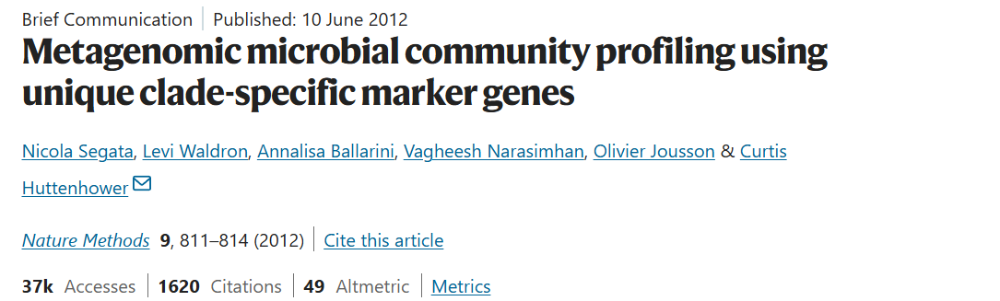 Brief Communication | Published: 10 June 2012
Metagenomic microbial community profiling using
unique clade-specific marker genes
Nicola Segata, Levi Waldron, Annalisa Ballarini, Vagheesh Narasimhan, Olivier Jousson & Curtis
Huttenhower
Nature Methods 9, 811–814 (2012) | Cite this article
37k Accesses | 1620 Citations | 49 Altmetric | Metrics